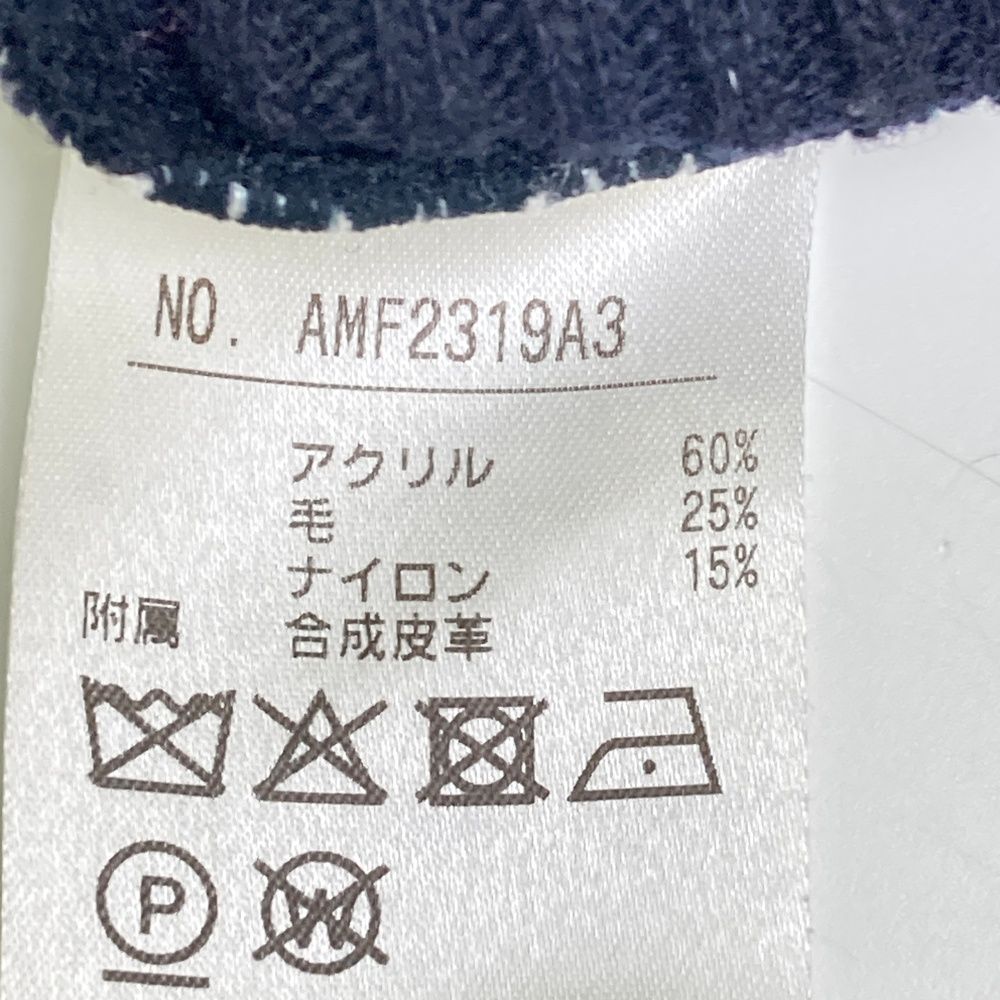 NO. AMF2319A3
アクリル 60%
毛 25%
ナイロン 15%
附属 合成皮革
P
W